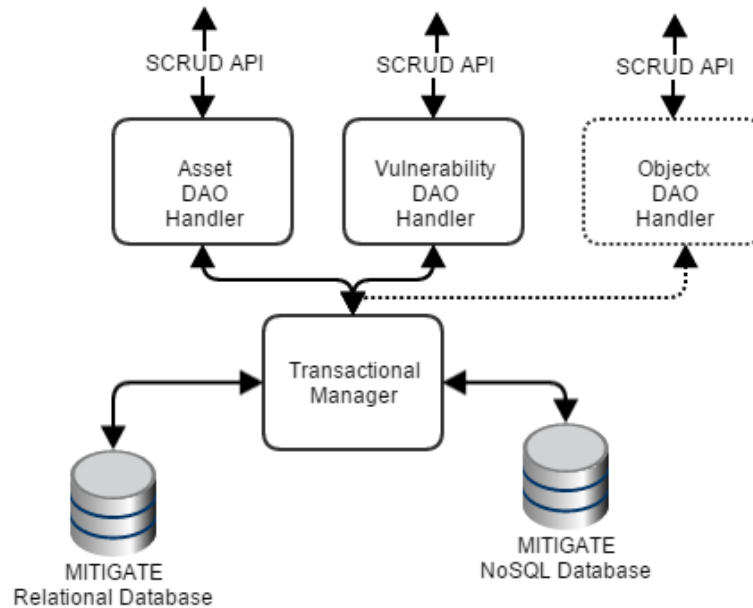 SCRUD API
SCRUD API
SCRUD API
Asset
DAO
Handler
Vulnerability
DAO
Handler
Objectx
DAO
Handler
Transactional
Manager
MITIGATE
Relational Database
MITIGATE
NoSQL Database